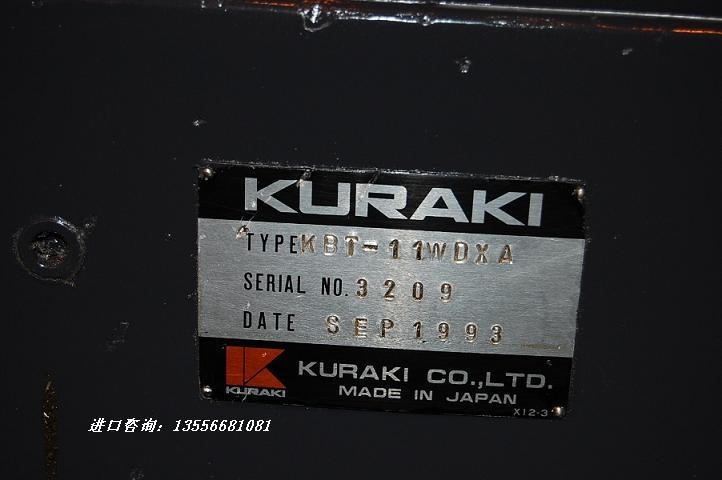 KURAKI
TYPE KBT-11WDXA
SERIAL NO. 3209
DATE SEP 1993
KURAKI
KURAKI CO.,LTD.
MADE IN JAPAN
X12-3
进口咨询：13556681081